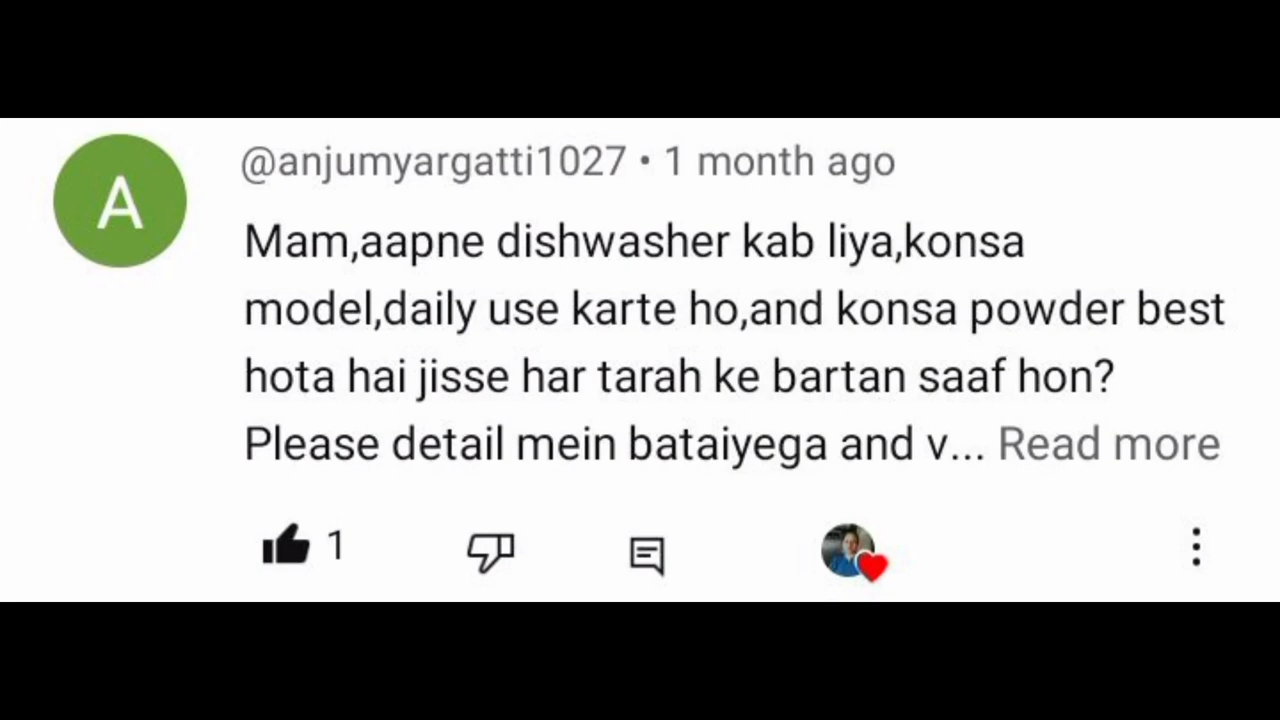 A
@anjumyargatti1027 • 1 month ago
Mam,aapne dishwasher kab liya,konsa
model,daily use karte ho,and konsa powder best
hota hai jisse har tarah ke bartan saaf hon?
Please detail mein bataiyega and v... Read more
1